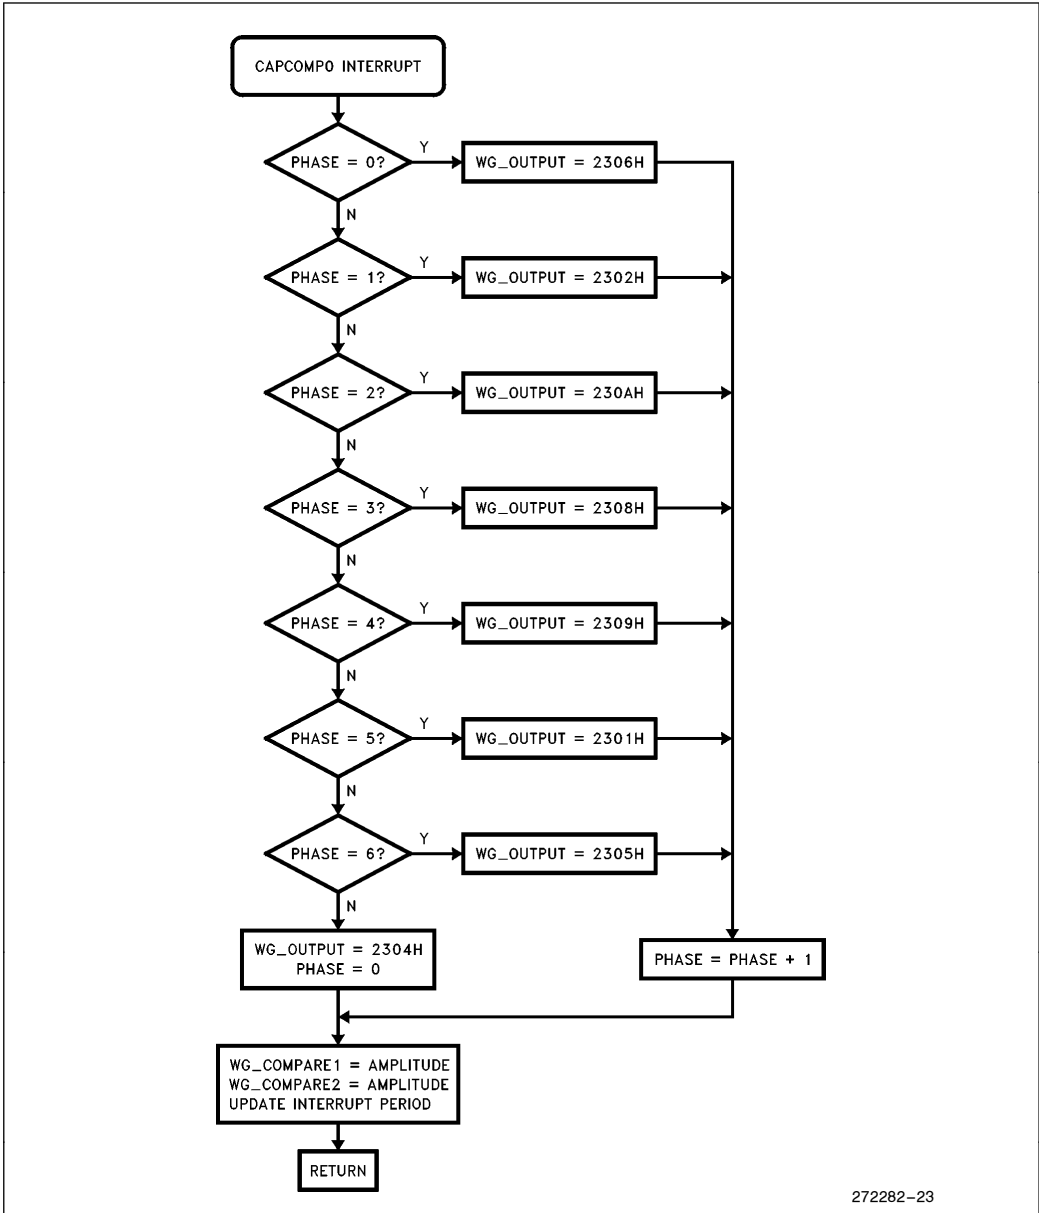 CAPCOMP0 INTERRUPT
PHASE = 0?
Y
WG_OUTPUT = 2306H
N
PHASE = 1?
Y
WG_OUTPUT = 2302H
N
PHASE = 2?
Y
WG_OUTPUT = 230AH
N
PHASE = 3?
Y
WG_OUTPUT = 2308H
N
PHASE = 4?
Y
WG_OUTPUT = 2309H
N
PHASE = 5?
Y
WG_OUTPUT = 2301H
N
PHASE = 6?
Y
WG_OUTPUT = 2305H
N
WG_OUTPUT = 2304H
PHASE = 0
PHASE = PHASE + 1
WG_COMPARE1 = AMPLITUDE
WG_COMPARE2 = AMPLITUDE
UPDATE INTERRUPT PERIOD
RETURN
272282-23